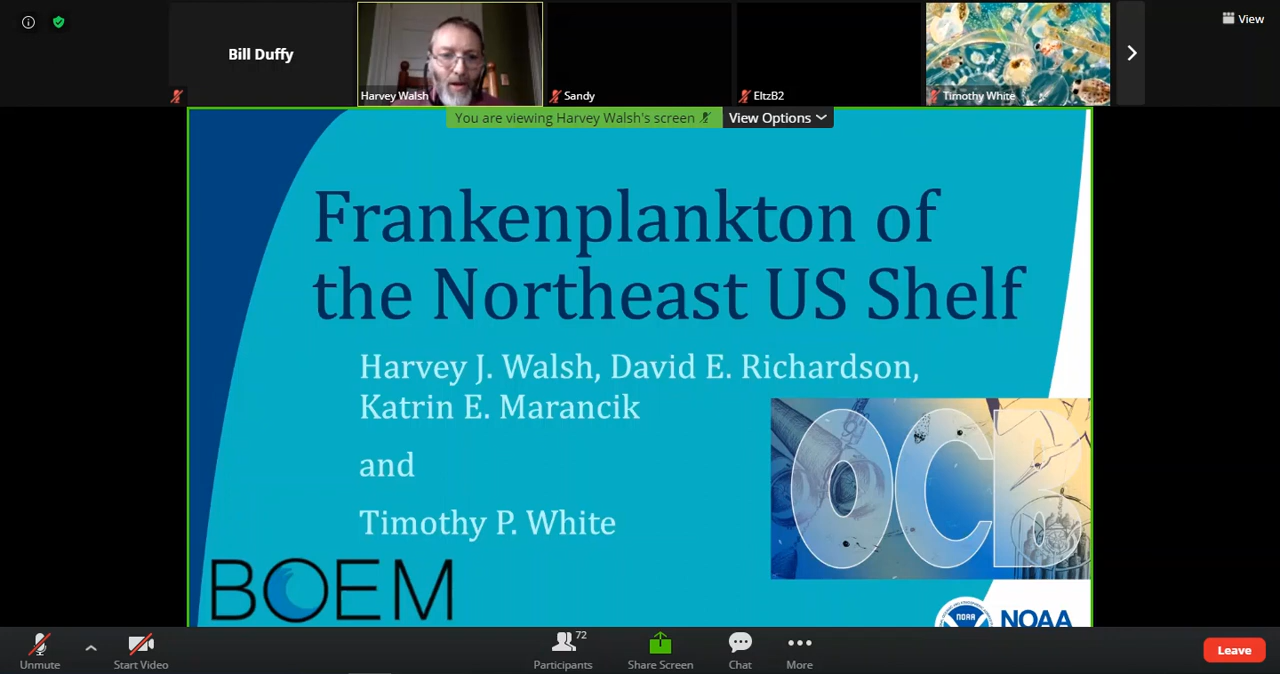 View
Bill Duffy
Harvey Walsh
Sandy
EltzB2
Timothy White
You are viewing Harvey Walsh's screen
View Options
Frankenplankton of
the Northeast US Shelf
Harvey J. Walsh, David E. Richardson,
Katrin E. Marancik
and
Timothy P. White
OCB
BOEM
NOAA
NOAA
72
Unmute
Start Video
Participants
Share Screen
Chat
More
Leave